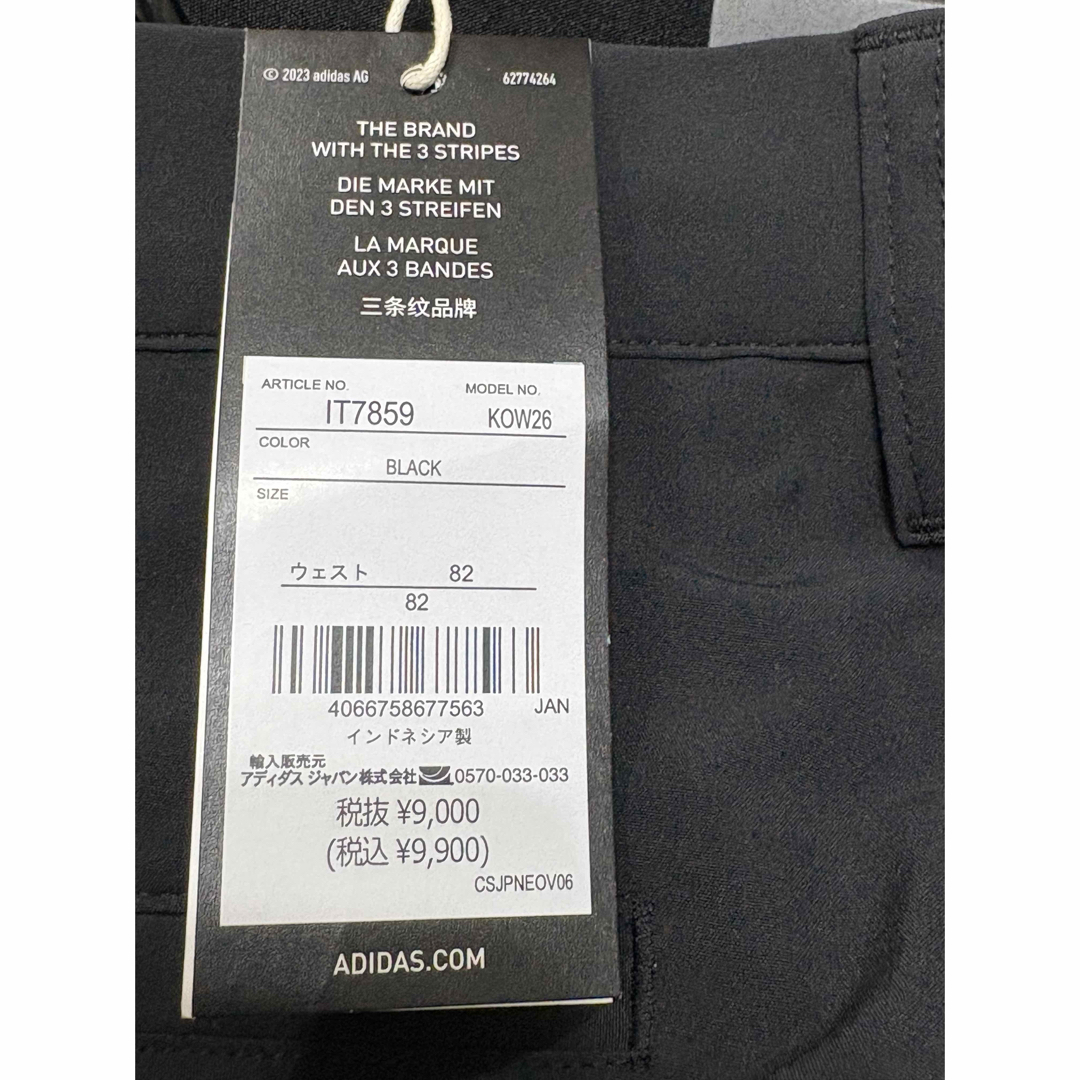 © 2023 adidas AG 62774264
THE BRAND
WITH THE 3 STRIPES
DIE MARKE MIT
DEN 3 STREIFEN
LA MARQUE
AUX 3 BANDES
三条纹品牌
ARTICLE NO. MODEL NO.
IT7859 KOW26
COLOR
BLACK
SIZE
ウェスト 82
82
4066758677563 JAN
インドネシア製
輸入販売元
アディダス ジャパン株式会社 0570-033-033
税抜 ¥9,000
(税込 ¥9,900)
CSJPNEOV06
ADIDAS.COM